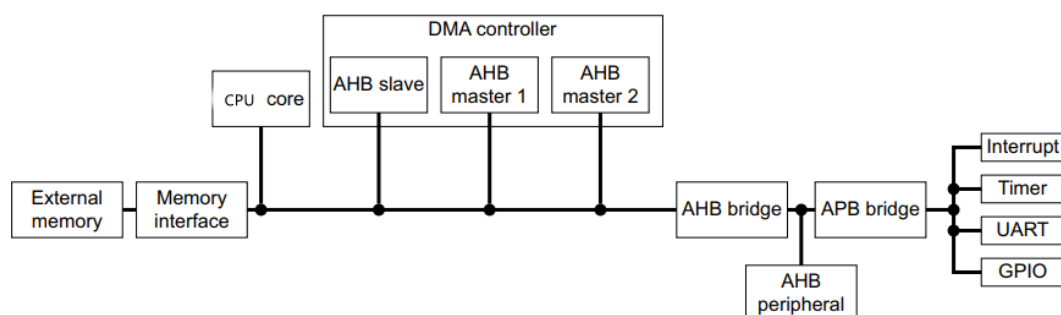 DMA controller
CPU core
AHB slave
AHB
master 1
AHB
master 2
External
memory
Memory
interface
AHB bridge
APB bridge
AHB
peripheral
Interrupt
Timer
UART
GPIO